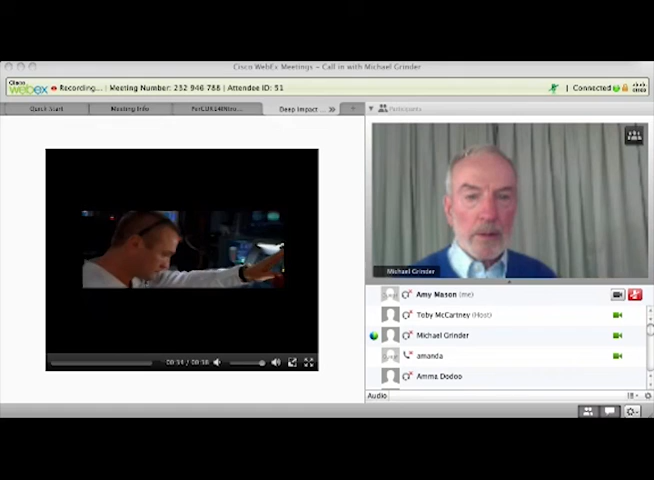 Cisco WebEx Meetings - Call in with Michael Grinder
Cisco
webex
Recording... | Meeting Number: 232 946 788 | Attendee ID: 51
| Connected
Quick Start
Meeting Info
Deep Impact ...
Participants
Michael Grinder
Amy Mason (me)
Toby McCartney (Host)
Michael Grinder
amanda
Amma Dodoo
Audio